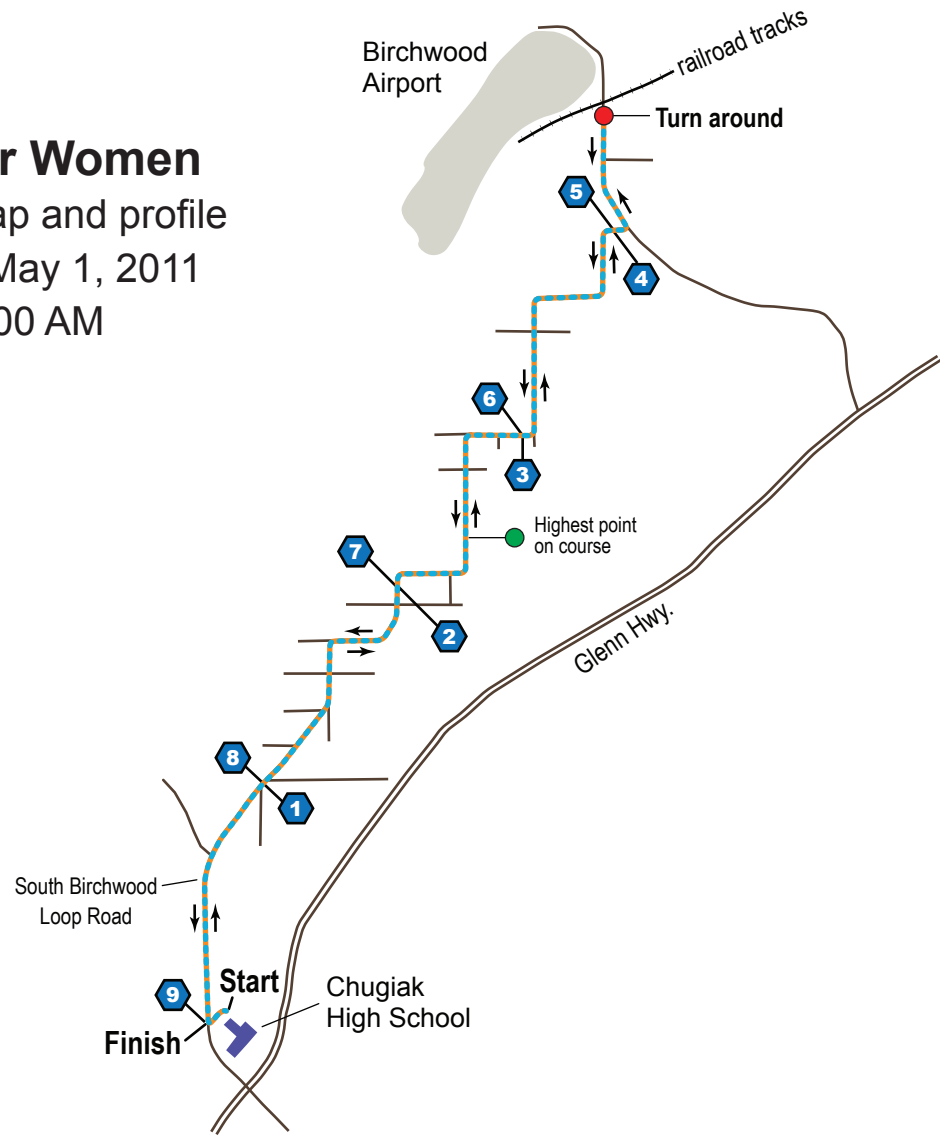 Birchwood
Airport
railroad tracks
Turn around
r Women
ap and profile
May 1, 2011
00 AM
5
4
6
3
Highest point
on course
7
2
Glenn Hwy.
8
1
South Birchwood
Loop Road
9
Start
Finish
Chugiak
High School